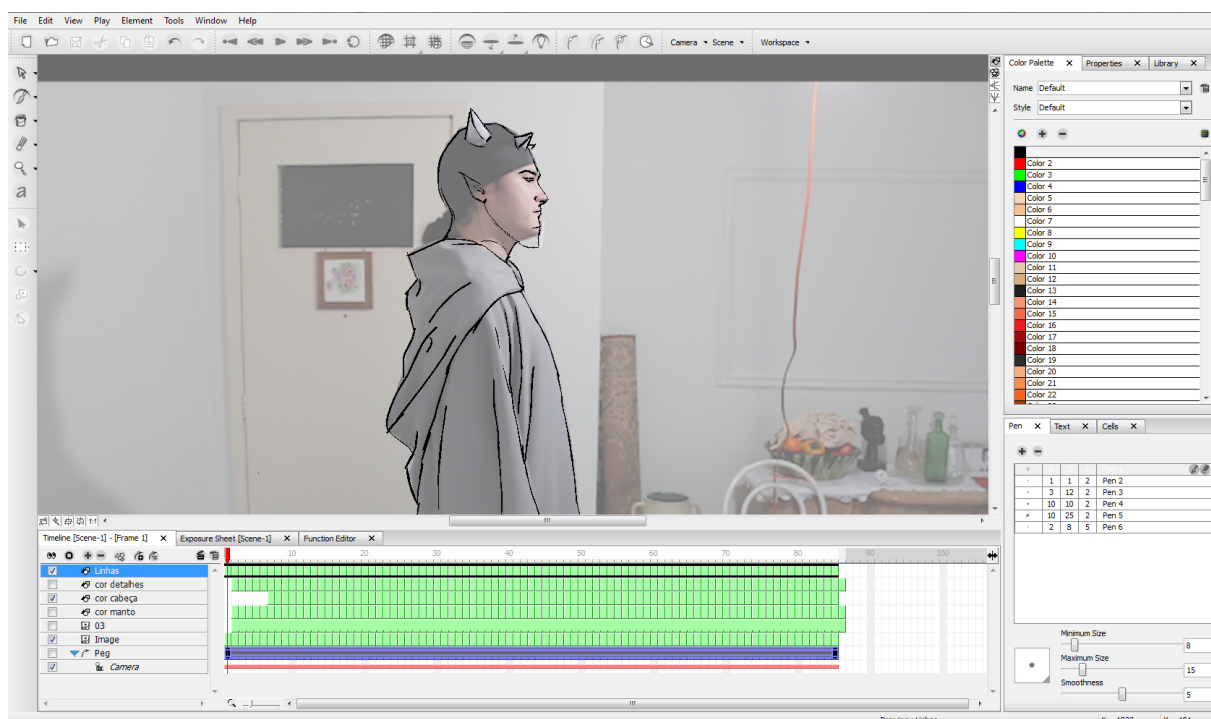 File Edit View Play Element Tools Window Help
Camera Scene Workspace
Color Palette Properties Library
Name Default
Style Default
Color 2
Color 3
Color 4
Color 5
Color 6
Color 7
Color 8
Color 9
Color 10
Color 11
Color 12
Color 13
Color 14
Color 15
Color 16
Color 17
Color 18
Color 19
Color 20
Color 21
Color 22
Pen Text Cells
1 1 2 Pen 2
3 12 2 Pen 3
10 10 2 Pen 4
10 25 2 Pen 5
2 8 5 Pen 6
Minimum Size
8
Maximum Size
15
Smoothness
5
1:1
Timeline [Scene-1] - [Frame 1] Exposure Sheet [Scene-1] Function Editor
10 20 30 40 50 60 70 80 90 100
Linhas
cor detalhes
cor cabeça
cor manto
03
Image
Peg
Camera